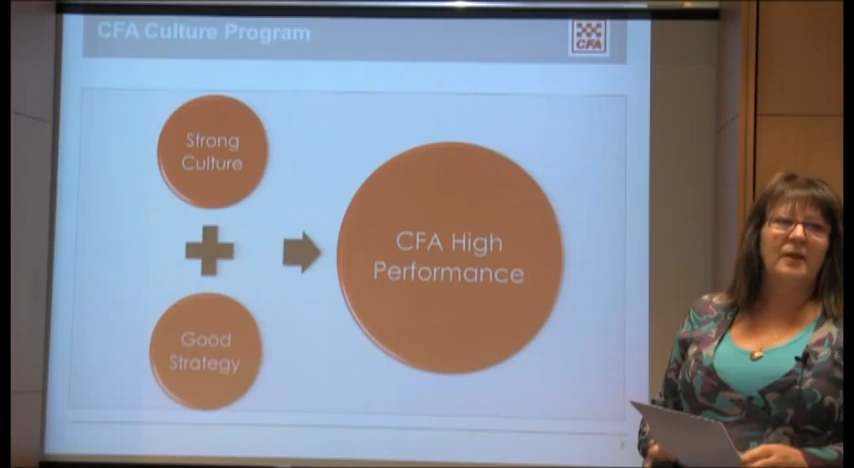 CFA Culture Program
CFA
Strong
Culture
CFA High
Performance
Good
Strategy